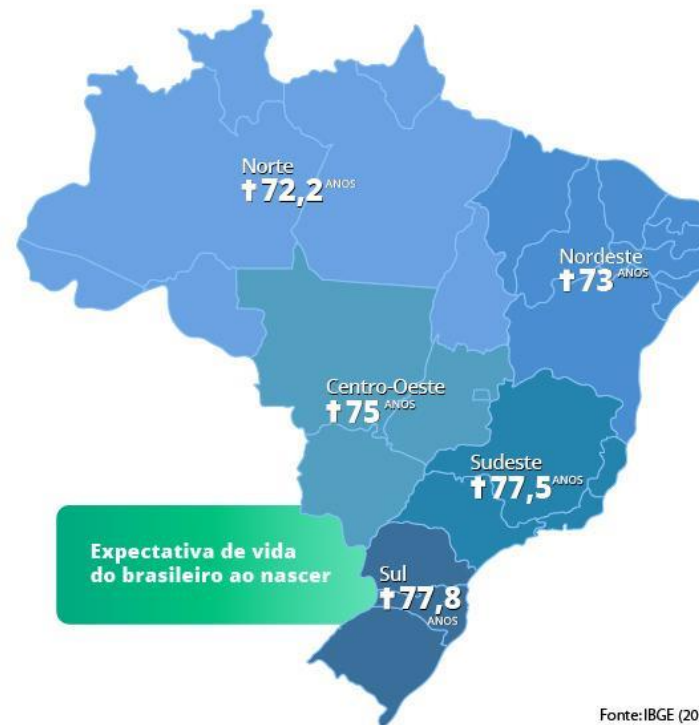 Norte
✝72,2 ANOS
Nordeste
✝73 ANOS
Centro-Oeste
✝75 ANOS
Sudeste
✝77,5 ANOS
Expectativa de vida
do brasileiro ao nascer
Sul
✝77,8
ANOS
Fonte: IBGE (20